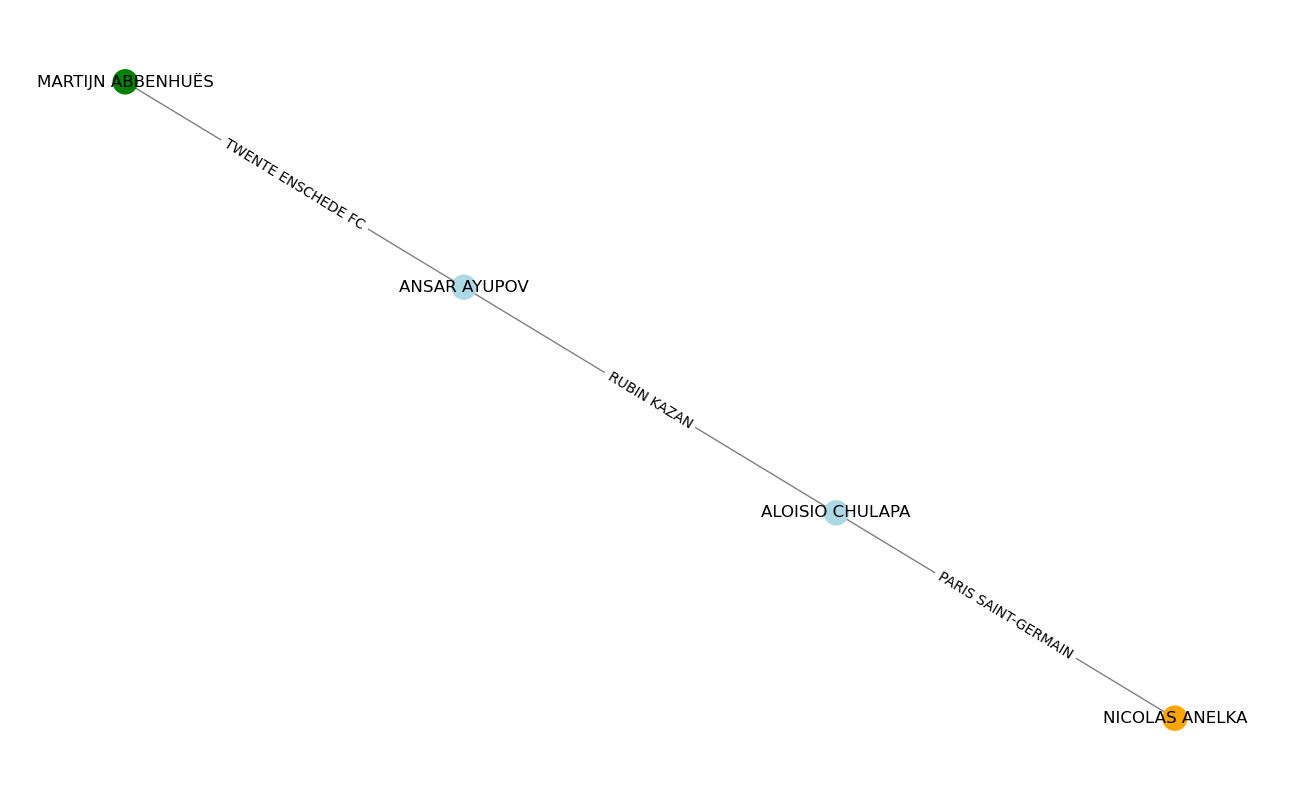 MARTIJN ABBENHUËS
TWENTE ENSCHEDE FC
ANSAR AYUPOV
RUBIN KAZAN
ALOISIO CHULAPA
PARIS SAINT-GERMAIN
NICOLAS ANELKA